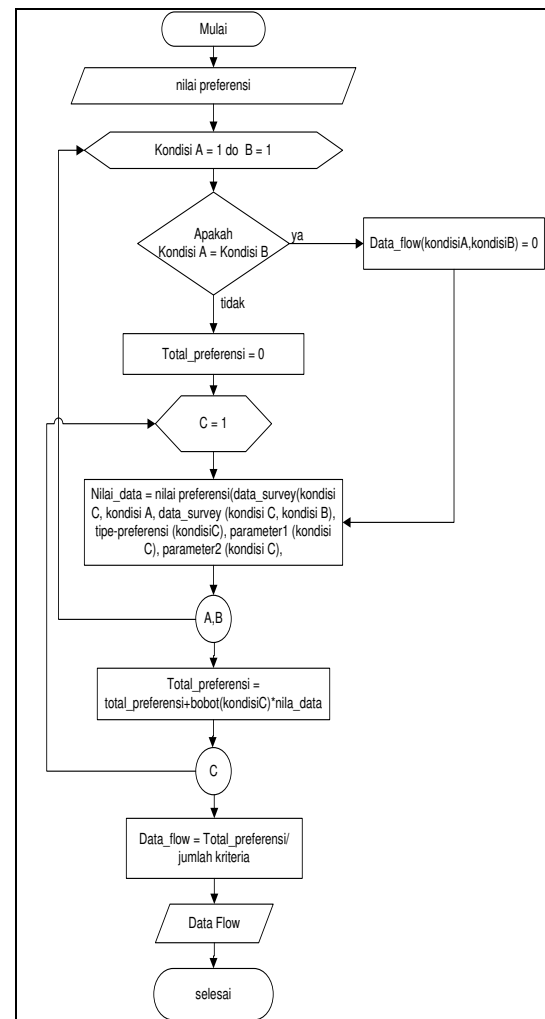 Mulai
nilai preferensi
Kondisi A = 1 do B = 1
Apakah
Kondisi A = Kondisi B
ya
Data_flow(kondisiA,kondisiB) = 0
tidak
Total_preferensi = 0
C = 1
Nilai_data = nilai preferensi(data_survey(kondisi
C, kondisi A, data_survey (kondisi C, kondisi B),
tipe-preferensi (kondisiC), parameter1 (kondisi
C), parameter2 (kondisi C),
A,B
Total_preferensi =
total_preferensi+bobot(kondisiC)*nila_data
C
Data_flow = Total_preferensi/
jumlah kriteria
Data Flow
selesai